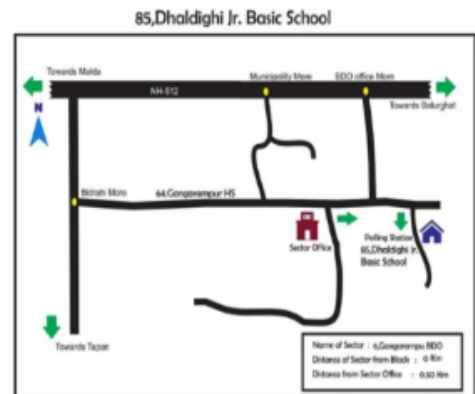 85,Dhaldighi Jr. Basic School
Towards Malda
Municipality More
BDO office More
NH-512
Towards Balurghat
N
Bidrahi More
64,Gangarampur HS
Sector Office
Polling Station
85,Dhaldighi Jr.
Basic School
Towards Tapan
Name of Sector : 6,Gangarampu BDO
Distance of Sector from Block : 0 Km
Distance from Sector Office : 0.50 Km